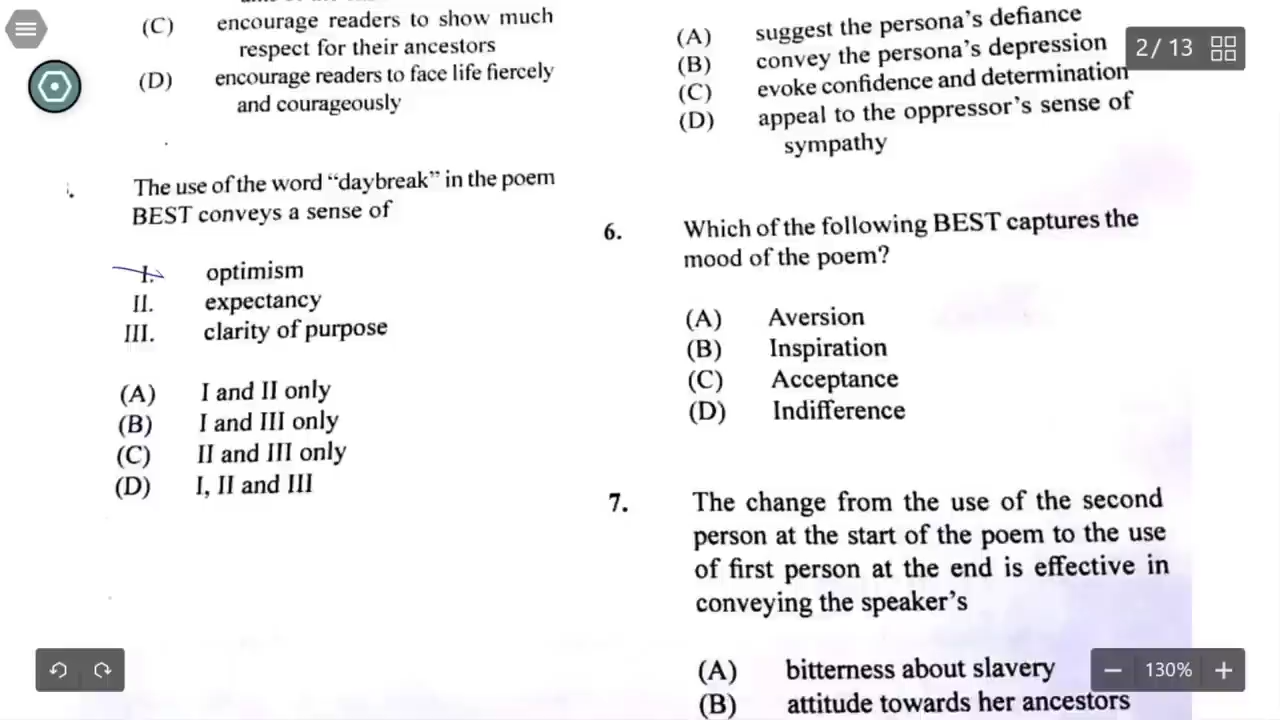 (C) encourage readers to show much
respect for their ancestors
(D) encourage readers to face life fiercely
and courageously
The use of the word “daybreak” in the poem
BEST conveys a sense of
I. optimism
II. expectancy
III. clarity of purpose
(A) I and II only
(B) I and III only
(C) II and III only
(D) I, II and III
(A) suggest the persona’s defiance
(B) convey the persona’s depression
(C) evoke confidence and determination
(D) appeal to the oppressor’s sense of
sympathy
6. Which of the following BEST captures the
mood of the poem?
(A) Aversion
(B) Inspiration
(C) Acceptance
(D) Indifference
7. The change from the use of the second
person at the start of the poem to the use
of first person at the end is effective in
conveying the speaker’s
(A) bitterness about slavery
(B) attitude towards her ancestors
2 / 13
130%